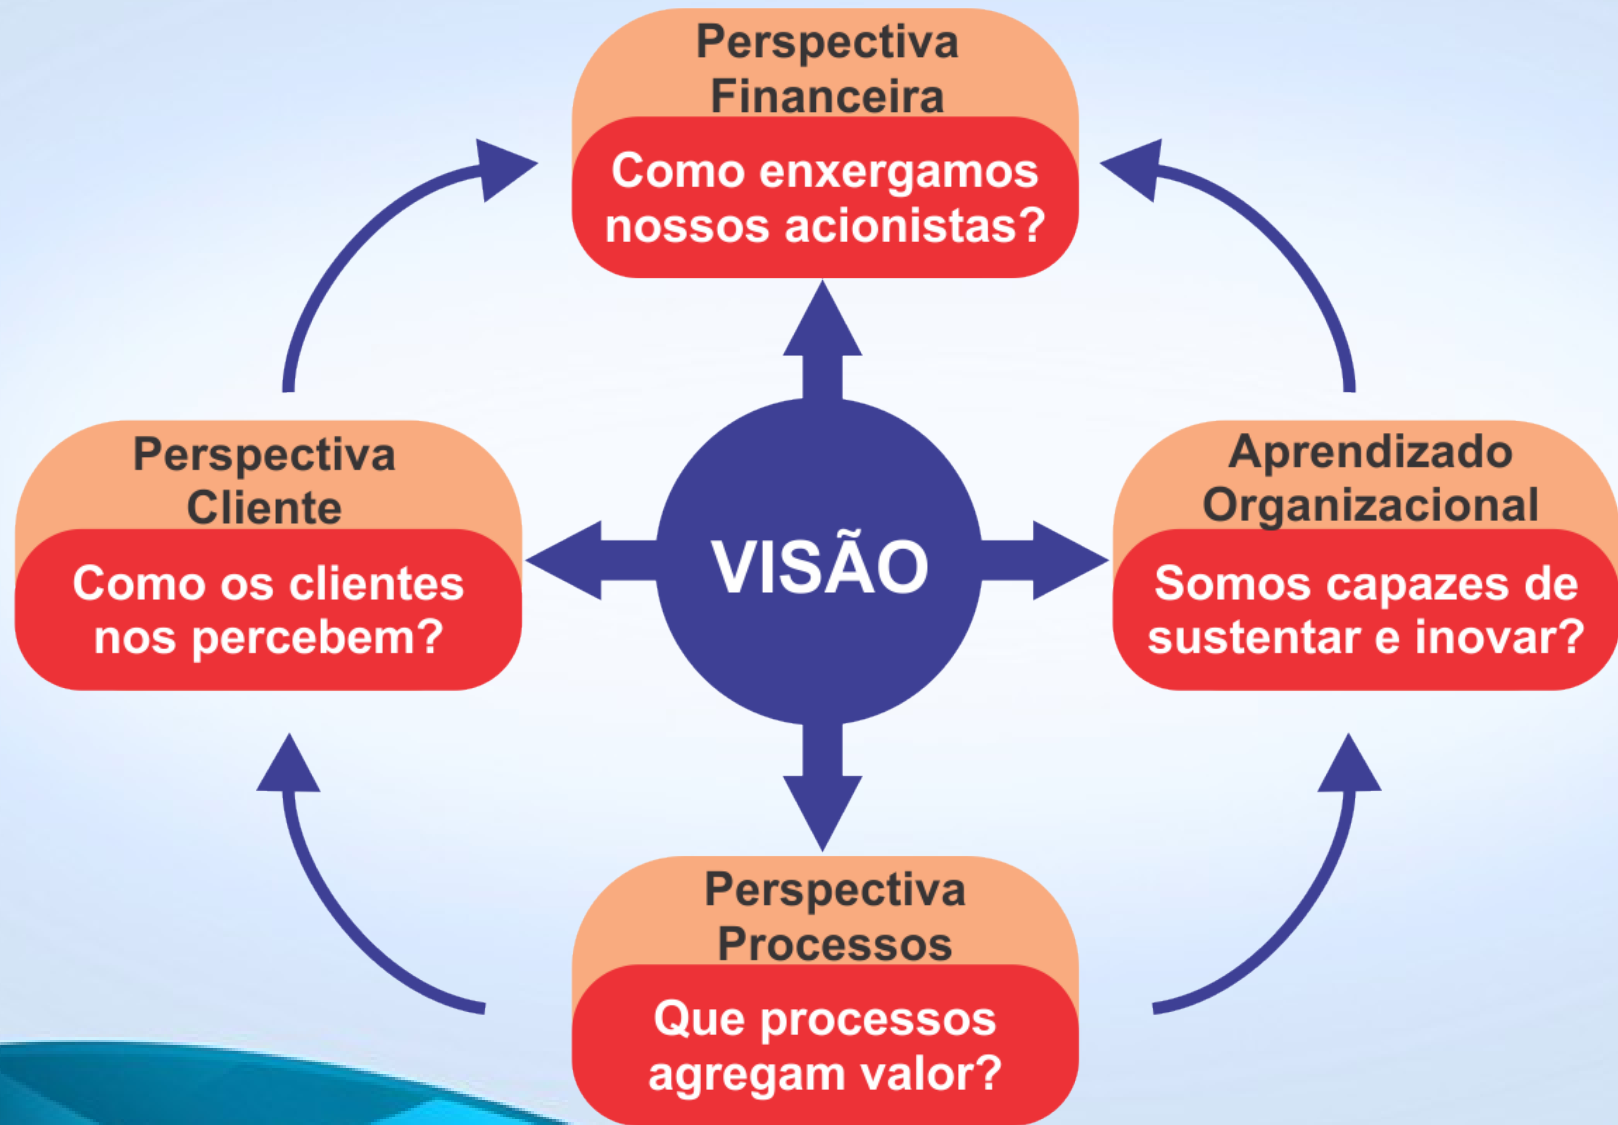 Perspectiva
Financeira
Como enxergamos
nossos acionistas?
Perspectiva
Cliente
Como os clientes
nos percebem?
VISÃO
Aprendizado
Organizacional
Somos capazes de
sustentar e inovar?
Perspectiva
Processos
Que processos
agregam valor?